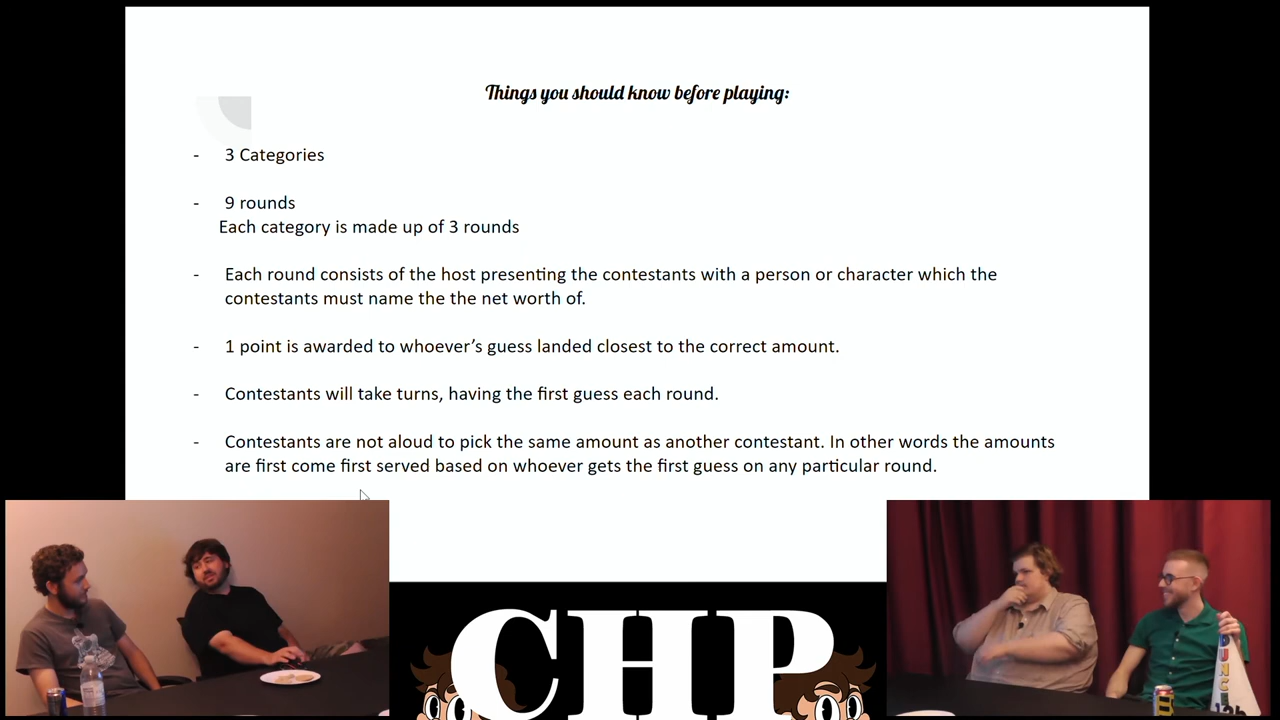 Things you should know before playing:
- 3 Categories
- 9 rounds
Each category is made up of 3 rounds
- Each round consists of the host presenting the contestants with a person or character which the
contestants must name the the net worth of.
- 1 point is awarded to whoever's guess landed closest to the correct amount.
- Contestants will take turns, having the first guess each round.
- Contestants are not aloud to pick the same amount as another contestant. In other words the amounts
are first come first served based on whoever gets the first guess on any particular round.
CHP